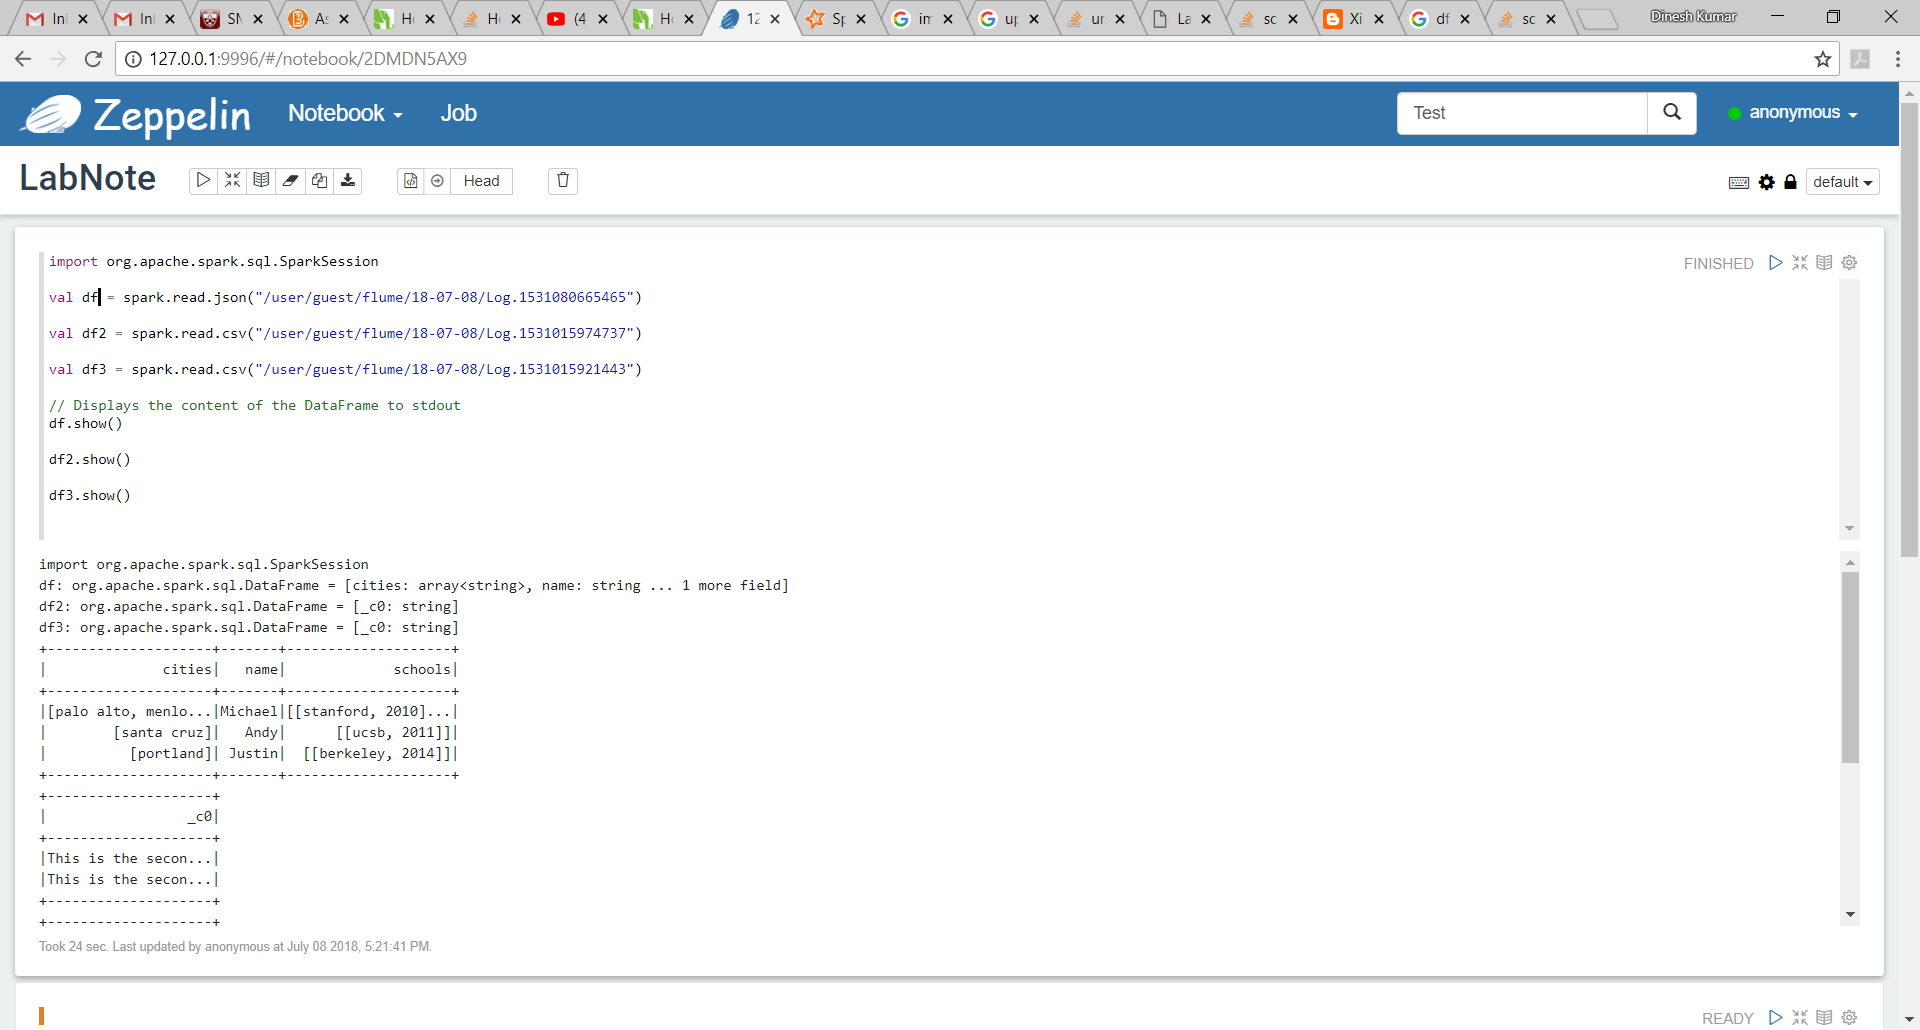 InI InI SN As Ho Ho (4 Ho 12 Sp im up ur La sc Xi df sc Dinesh Kumar
127.0.0.1:9996/#/notebook/2DMDN5AX9
Zeppelin Notebook Job Test anonymous
LabNote Head default
import org.apache.spark.sql.SparkSession FINISHED
val df = spark.read.json("/user/guest/flume/18-07-08/Log.1531080665465")
val df2 = spark.read.csv("/user/guest/flume/18-07-08/Log.1531015974737")
val df3 = spark.read.csv("/user/guest/flume/18-07-08/Log.1531015921443")
// Displays the content of the DataFrame to stdout
df.show()
df2.show()
df3.show()
import org.apache.spark.sql.SparkSession
df: org.apache.spark.sql.DataFrame = [cities: array<string>, name: string ... 1 more field]
df2: org.apache.spark.sql.DataFrame = [_c0: string]
df3: org.apache.spark.sql.DataFrame = [_c0: string]
+--------------------+-------+--------------------+
|              cities|   name|             schools|
+--------------------+-------+--------------------+
|[palo alto, menlo...|Michael|[[stanford, 2010]...|
|        [santa cruz]|   Andy|      [[ucsb, 2011]]|
|          [portland]| Justin|  [[berkeley, 2014]]|
+--------------------+-------+--------------------+
+--------------------+
|                 _c0|
+--------------------+
|This is the secon...|
|This is the secon...|
+--------------------+
+--------------------+
Took 24 sec. Last updated by anonymous at July 08 2018, 5:21:41 PM.
READY